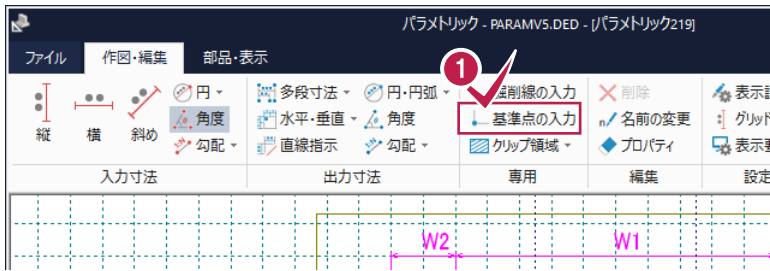 パラメトリック - PARAMV5.DED - [パラメトリック219]
ファイル 作図・編集 部品・表示
1
縦 横 斜め
円
角度
勾配
多段寸法 円・円弧
水平・垂直 角度
直線指示 勾配
掘削線の入力
基準点の入力
クリップ領域
削除
名前の変更
プロパティ
表示
グリッド
表示
入力寸法 出力寸法 専用 編集 設定
W2 W1